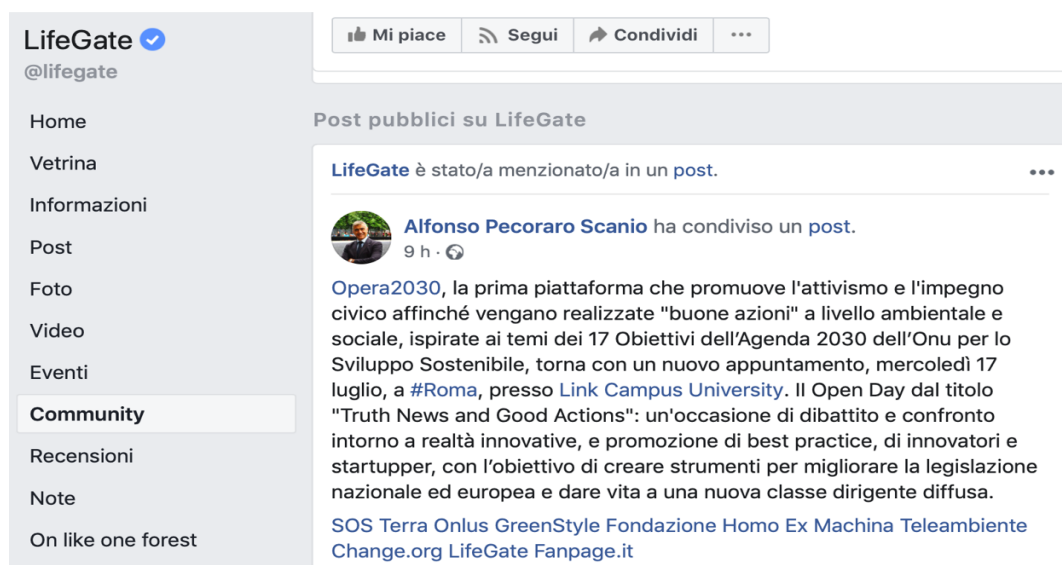 LifeGate
@lifegate
Home
Vetrina
Informazioni
Post
Foto
Video
Eventi
Community
Recensioni
Note
On like one forest
Mi piace
Segui
Condividi
Post pubblici su LifeGate
LifeGate è stato/a menzionato/a in un post.
Alfonso Pecoraro Scanio ha condiviso un post.
9 h ·
Opera2030, la prima piattaforma che promuove l'attivismo e l'impegno
civico affinché vengano realizzate "buone azioni" a livello ambientale e
sociale, ispirate ai temi dei 17 Obiettivi dell’Agenda 2030 dell’Onu per lo
Sviluppo Sostenibile, torna con un nuovo appuntamento, mercoledì 17
luglio, a #Roma, presso Link Campus University. Il Open Day dal titolo
"Truth News and Good Actions": un'occasione di dibattito e confronto
intorno a realtà innovative, e promozione di best practice, di innovatori e
startupper, con l’obiettivo di creare strumenti per migliorare la legislazione
nazionale ed europea e dare vita a una nuova classe dirigente diffusa.
SOS Terra Onlus GreenStyle Fondazione Homo Ex Machina Teleambiente
Change.org LifeGate Fanpage.it